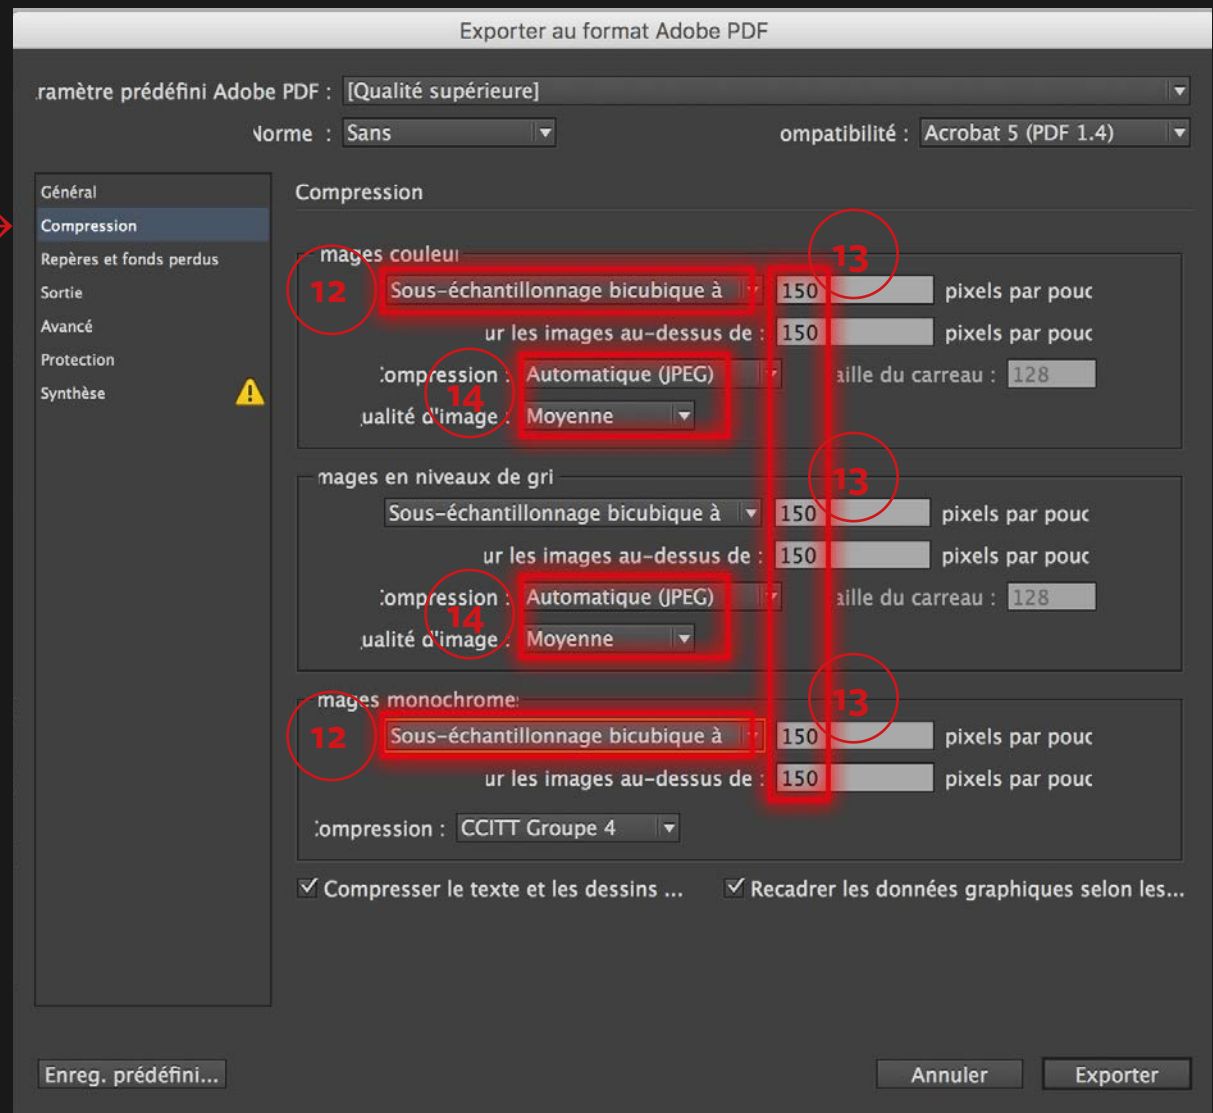 Exporter au format Adobe PDF
ramètre prédéfini Adobe PDF : [Qualité supérieure]
Norme : Sans ompatibilité : Acrobat 5 (PDF 1.4)
Général
Compression
Repères et fonds perdus
Sortie
Avancé
Protection
Synthèse
Compression
mages couleur
12 Sous-échantillonnage bicubique à 150 pixels par pouc
13
ur les images au-dessus de : 150 pixels par pouc
ompression : Automatique (JPEG) aille du carreau : 128
14
ualité d'image : Moyenne
mages en niveaux de gri
13
Sous-échantillonnage bicubique à 150 pixels par pouc
ur les images au-dessus de : 150 pixels par pouc
ompression : Automatique (JPEG) aille du carreau : 128
14
ualité d'image : Moyenne
mages monochromes
13
12 Sous-échantillonnage bicubique à 150 pixels par pouc
ur les images au-dessus de : 150 pixels par pouc
ompression : CCITT Groupe 4
Compresser le texte et les dessins ... Recadrer les données graphiques selon les...
Enreg. prédéfini... Annuler Exporter